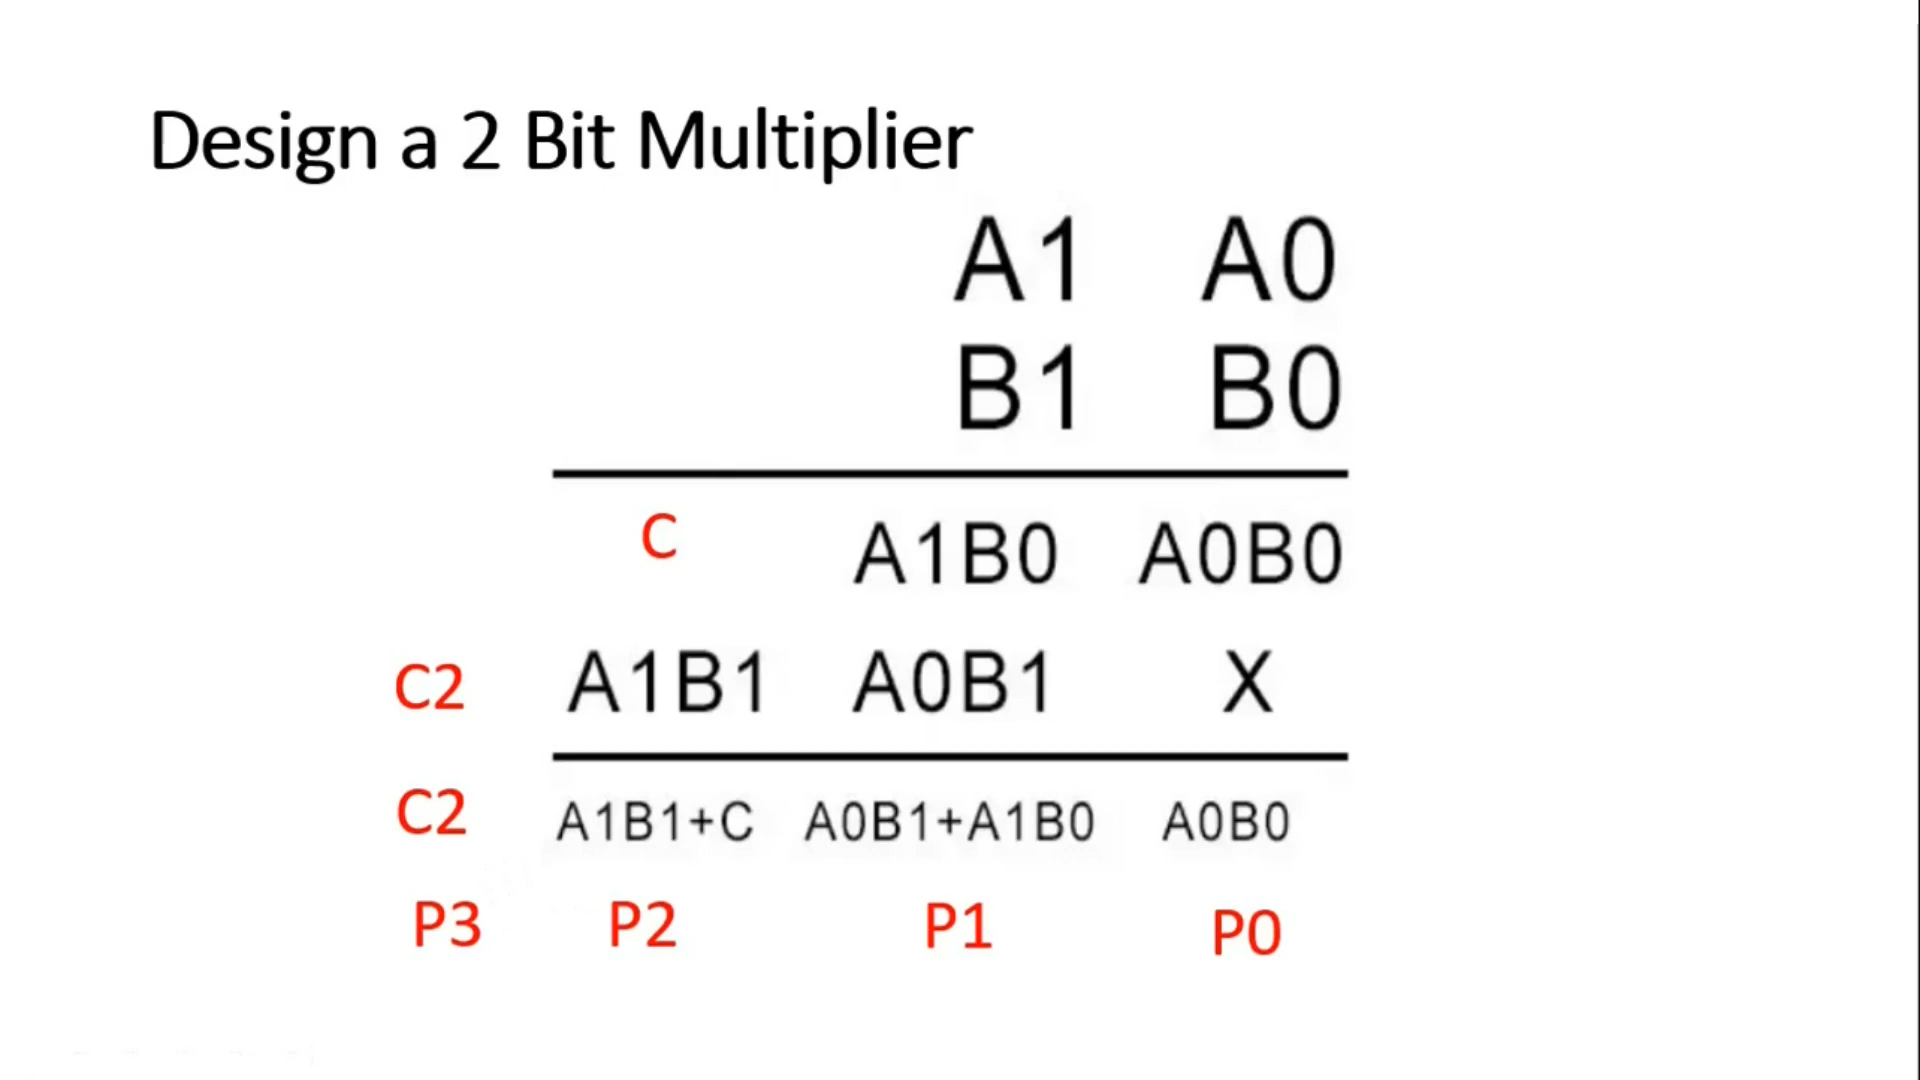 Design a 2 Bit Multiplier
A1 A0
B1 B0
C A1B0 A0B0
C2 A1B1 A0B1 X
C2 A1B1+C A0B1+A1B0 A0B0
P3 P2 P1 P0